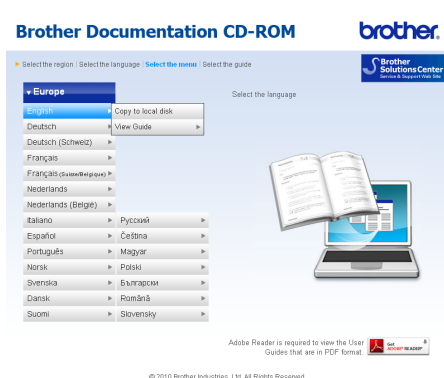 Brother Documentation CD-ROM
brother.
Select the region | Select the language | Select the menu | Select the guide
Brother
Solutions Center
Service & Support Web Site
Europe
Select the language
English
Copy to local disk
Deutsch
View Guide
Deutsch (Schweiz)
Français
Français (Suisse/Belgique)
Nederlands
Nederlands (België)
Italiano
Русский
Español
Čeština
Português
Magyar
Norsk
Polski
Svenska
Български
Dansk
Română
Suomi
Slovensky
Adobe Reader is required to view the User
Guides that are in PDF format.
Get
ADOBE® READER®
© 2010 Brother Industries, Ltd. All Rights Reserved.